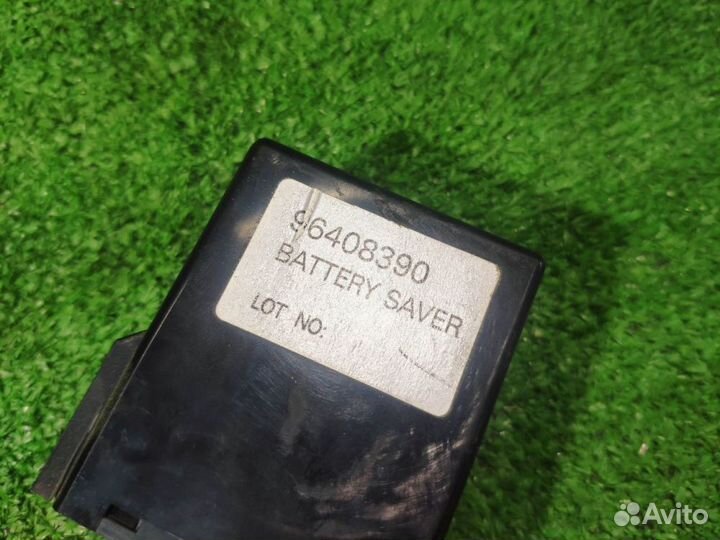 96408390
BATTERY SAVER
LOT NO:
Avito